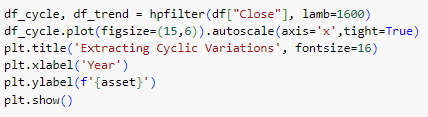 df_cycle, df_trend = hpfilter(df["Close"], lamb=1600)
df_cycle.plot(figsize=(15,6)).autoscale(axis='x',tight=True)
plt.title('Extracting Cyclic Variations', fontsize=16)
plt.xlabel('Year')
plt.ylabel(f'{asset}')
plt.show()